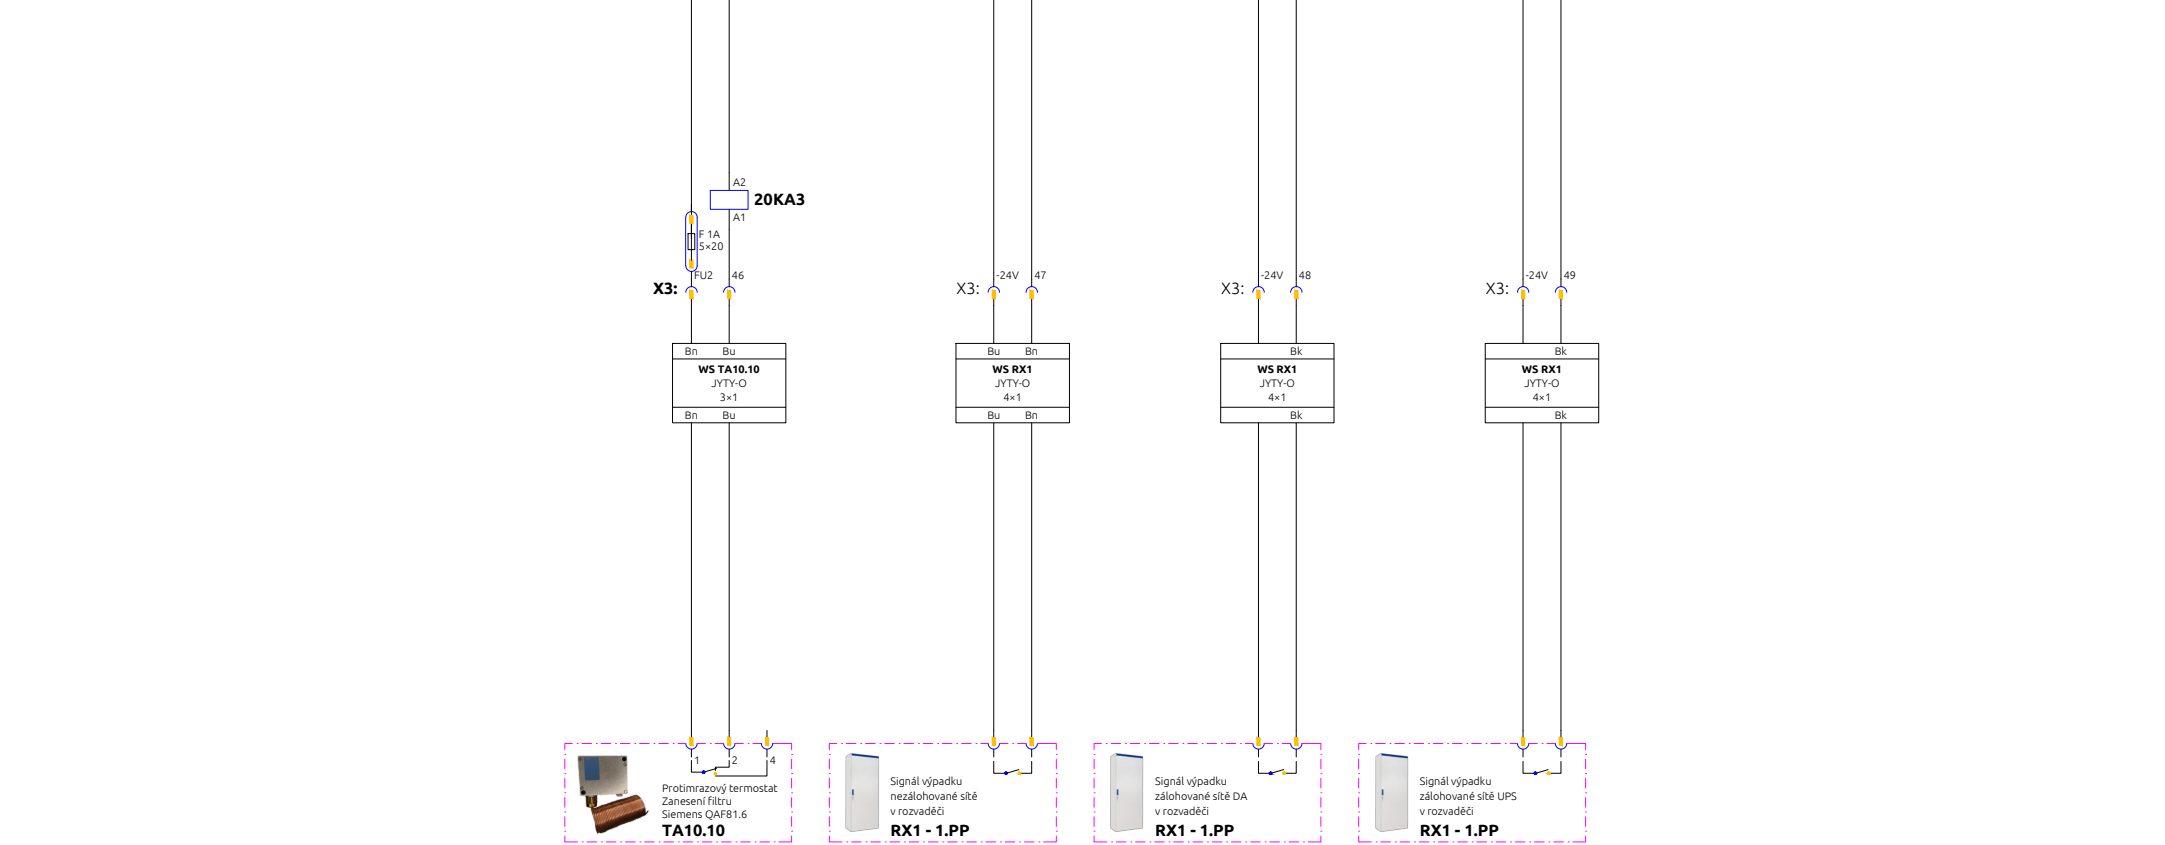 A2
20KA3
A1
F 1A
5×20
FU2 46
X3:
-24V 47
X3:
-24V 48
X3:
-24V 49
X3:
Bn Bu
WS TA10.10
JYTY-O
3×1
Bn Bu
Bu Bn
WS RX1
JYTY-O
4×1
Bu Bn
Bk
WS RX1
JYTY-O
4×1
Bk
Bk
WS RX1
JYTY-O
4×1
Bk
1 2 4
Protimrazový termostat
Zanesení filtru
Siemens QAF81.6
TA10.10
Signál výpadku
nezálohované sítě
v rozvaděči
RX1 - 1.PP
Signál výpadku
zálohované sítě DA
v rozvaděči
RX1 - 1.PP
Signál výpadku
zálohované sítě UPS
v rozvaděči
RX1 - 1.PP